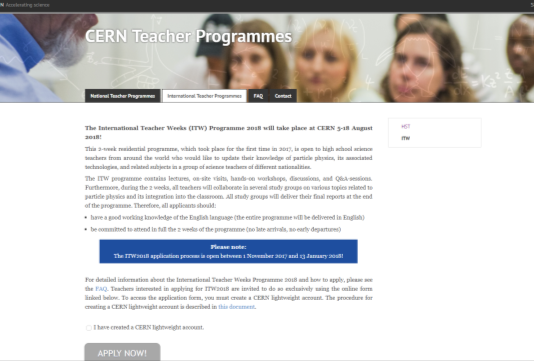 CERN Accelerating science
CERN Teacher Programmes
National Teacher Programmes
International Teacher Programmes
FAQ
Contact
The International Teacher Weeks (ITW) Programme 2018 will take place at CERN 5-18 August
2018!
This 2-week residential programme, which took place for the first time in 2017, is open to high school science
teachers from around the world who would like to update their knowledge of particle physics, its associated
technologies, and related subjects in a group of science teachers of different nationalities.
The ITW programme contains lectures, on-site visits, hands-on workshops, discussions, and Q&A-sessions.
Furthermore, during the 2 weeks, all teachers will collaborate in several study groups on various topics related to
particle physics and its integration into the classroom. All study groups will deliver their final reports at the end
of the programme. Therefore, all applicants should:
• have a good working knowledge of the English language (the entire programme will be delivered in English)
• be committed to attend in full the 2 weeks of the programme (no late arrivals, no early departures)
Please note:
The ITW2018 application process is open between 1 November 2017 and 13 January 2018!
For detailed information about the International Teacher Weeks Programme 2018 and how to apply, please see
the FAQ. Teachers interested in applying for ITW2018 are invited to do so exclusively using the online form
linked below. To access the application form, you must create a CERN lightweight account. The procedure for
creating a CERN lightweight account is described in this document.
I have created a CERN lightweight account.
APPLY NOW!
HST
ITW